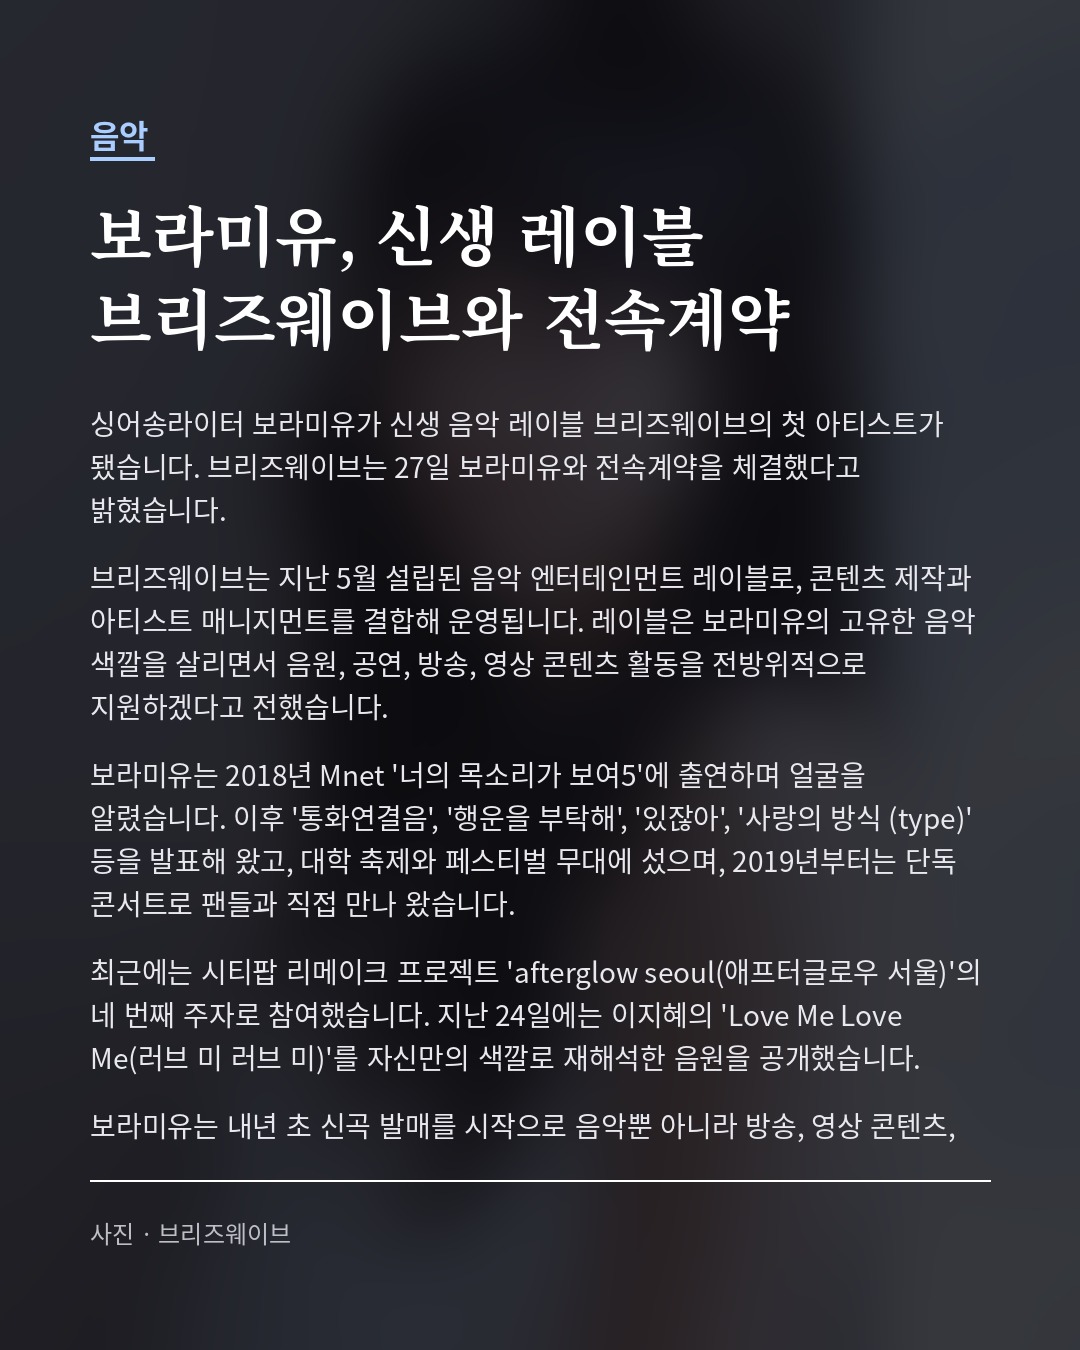 음악
보라미유, 신생 레이블
브리즈웨이브와 전속계약
싱어송라이터 보라미유가 신생 음악 레이블 브리즈웨이브의 첫 아티스트가
됐습니다. 브리즈웨이브는 27일 보라미유와 전속계약을 체결했다고
밝혔습니다.
브리즈웨이브는 지난 5월 설립된 음악 엔터테인먼트 레이블로, 콘텐츠 제작과
아티스트 매니지먼트를 결합해 운영됩니다. 레이블은 보라미유의 고유한 음악
색깔을 살리면서 음원, 공연, 방송, 영상 콘텐츠 활동을 전방위적으로
지원하겠다고 전했습니다.
보라미유는 2018년 Mnet '너의 목소리가 보여5'에 출연하며 얼굴을
알렸습니다. 이후 '통화연결음', '행운을 부탁해', '있잖아', '사랑의 방식 (type)'
등을 발표해 왔고, 대학 축제와 페스티벌 무대에 섰으며, 2019년부터는 단독
콘서트로 팬들과 직접 만나 왔습니다.
최근에는 시티팝 리메이크 프로젝트 'afterglow seoul(애프터글로우 서울)'의
네 번째 주자로 참여했습니다. 지난 24일에는 이지혜의 'Love Me Love
Me(러브 미 러브 미)'를 자신만의 색깔로 재해석한 음원을 공개했습니다.
보라미유는 내년 초 신곡 발매를 시작으로 음악뿐 아니라 방송, 영상 콘텐츠,
사진 · 브리즈웨이브